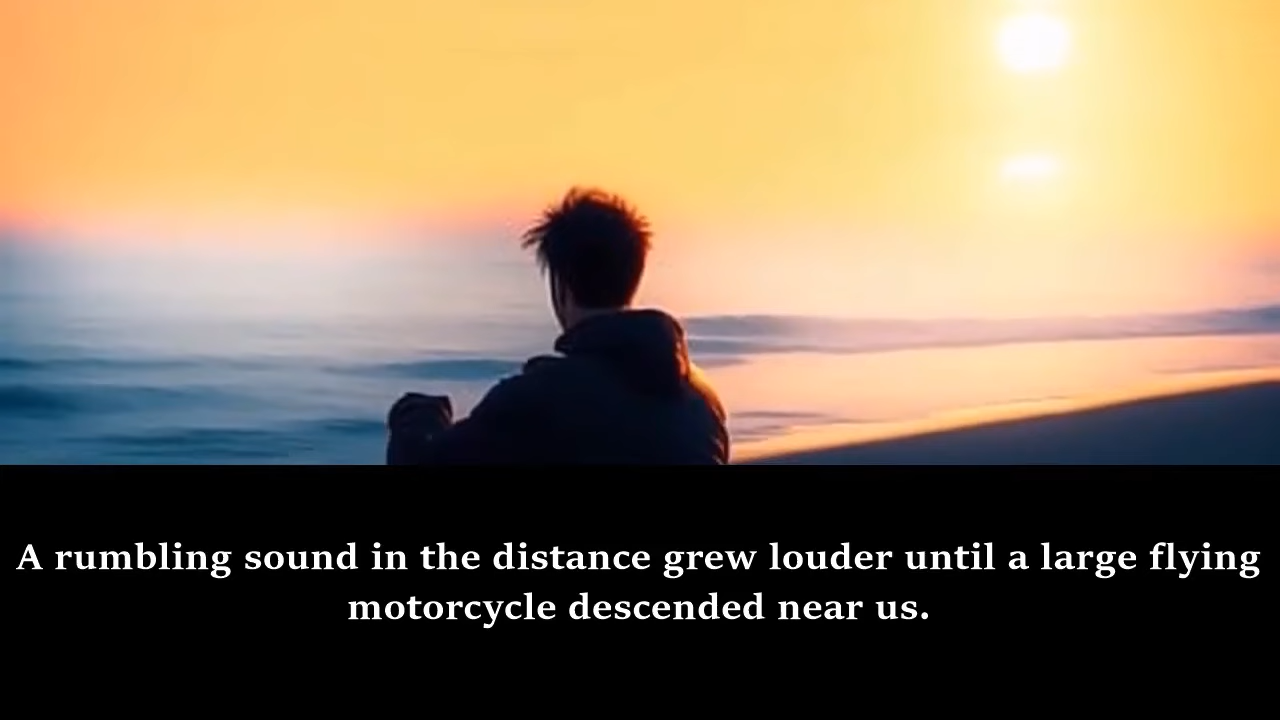 A rumbling sound in the distance grew louder until a large flying
motorcycle descended near us.